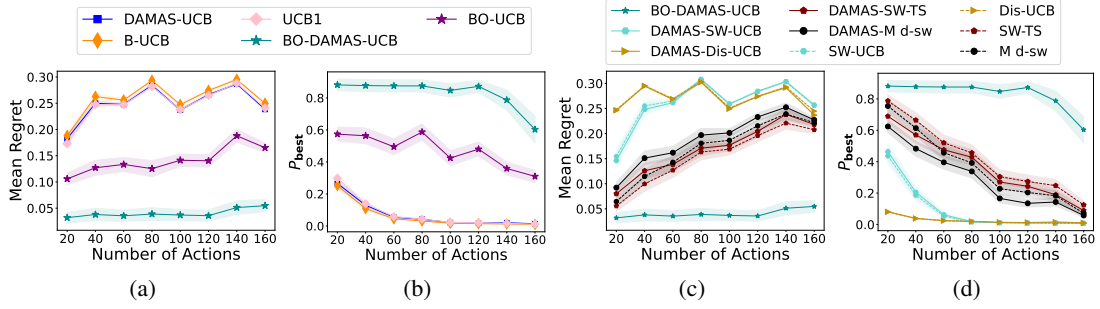 DAMAS-UCB UCB1 BO-UCB
B-UCB BO-DAMAS-UCB
BO-DAMAS-UCB DAMAS-SW-TS Dis-UCB
DAMAS-SW-UCB DAMAS-M d-sw SW-TS
DAMAS-Dis-UCB SW-UCB M d-sw
Mean Regret
0.30
0.25
0.20
0.15
0.10
0.05
20 40 60 80 100 120 140 160
Number of Actions
(a)
P_best
0.8
0.6
0.4
0.2
0.0
20 40 60 80 100 120 140 160
Number of Actions
(b)
Mean Regret
0.30
0.25
0.20
0.15
0.10
0.05
20 40 60 80 100 120 140 160
Number of Actions
(c)
P_best
0.8
0.6
0.4
0.2
0.0
20 40 60 80 100 120 140 160
Number of Actions
(d)